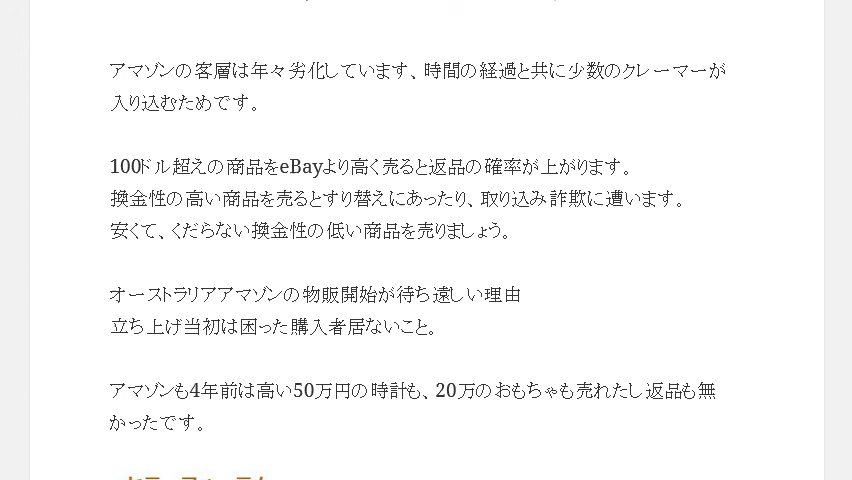 アマゾンの客層は年々劣化しています、時間の経過と共に少数のクレーマーが
入り込むためです。
100ドル超えの商品をeBayより高く売ると返品の確率が上がります。
換金性の高い商品を売るとすり替えにあったり、取り込み詐欺に遭います。
安くて、くだらない換金性の低い商品を売りましょう。
オーストラリアアマゾンの物販開始が待ち遠しい理由
立ち上げ当初は困った購入者居ないこと。
アマゾンも4年前は高い50万円の時計も、20万のおもちゃも売れたし返品も無
かったです。